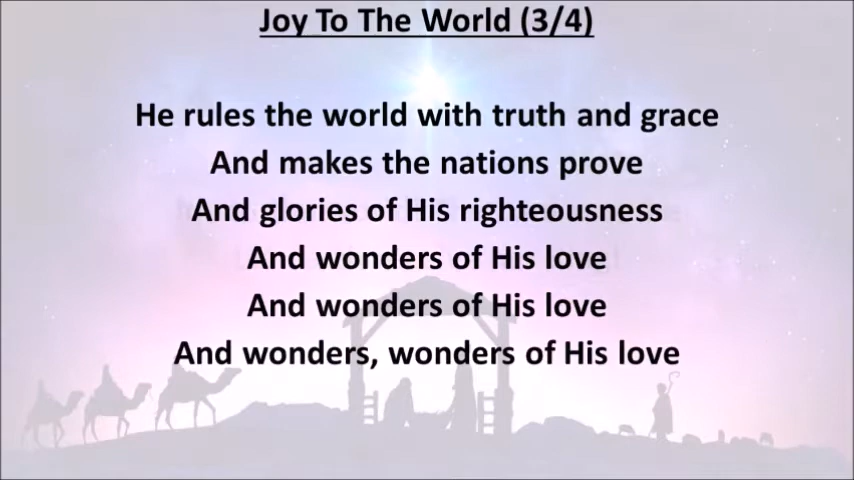 Joy To The World (3/4)
He rules the world with truth and grace
And makes the nations prove
And glories of His righteousness
And wonders of His love
And wonders of His love
And wonders, wonders of His love